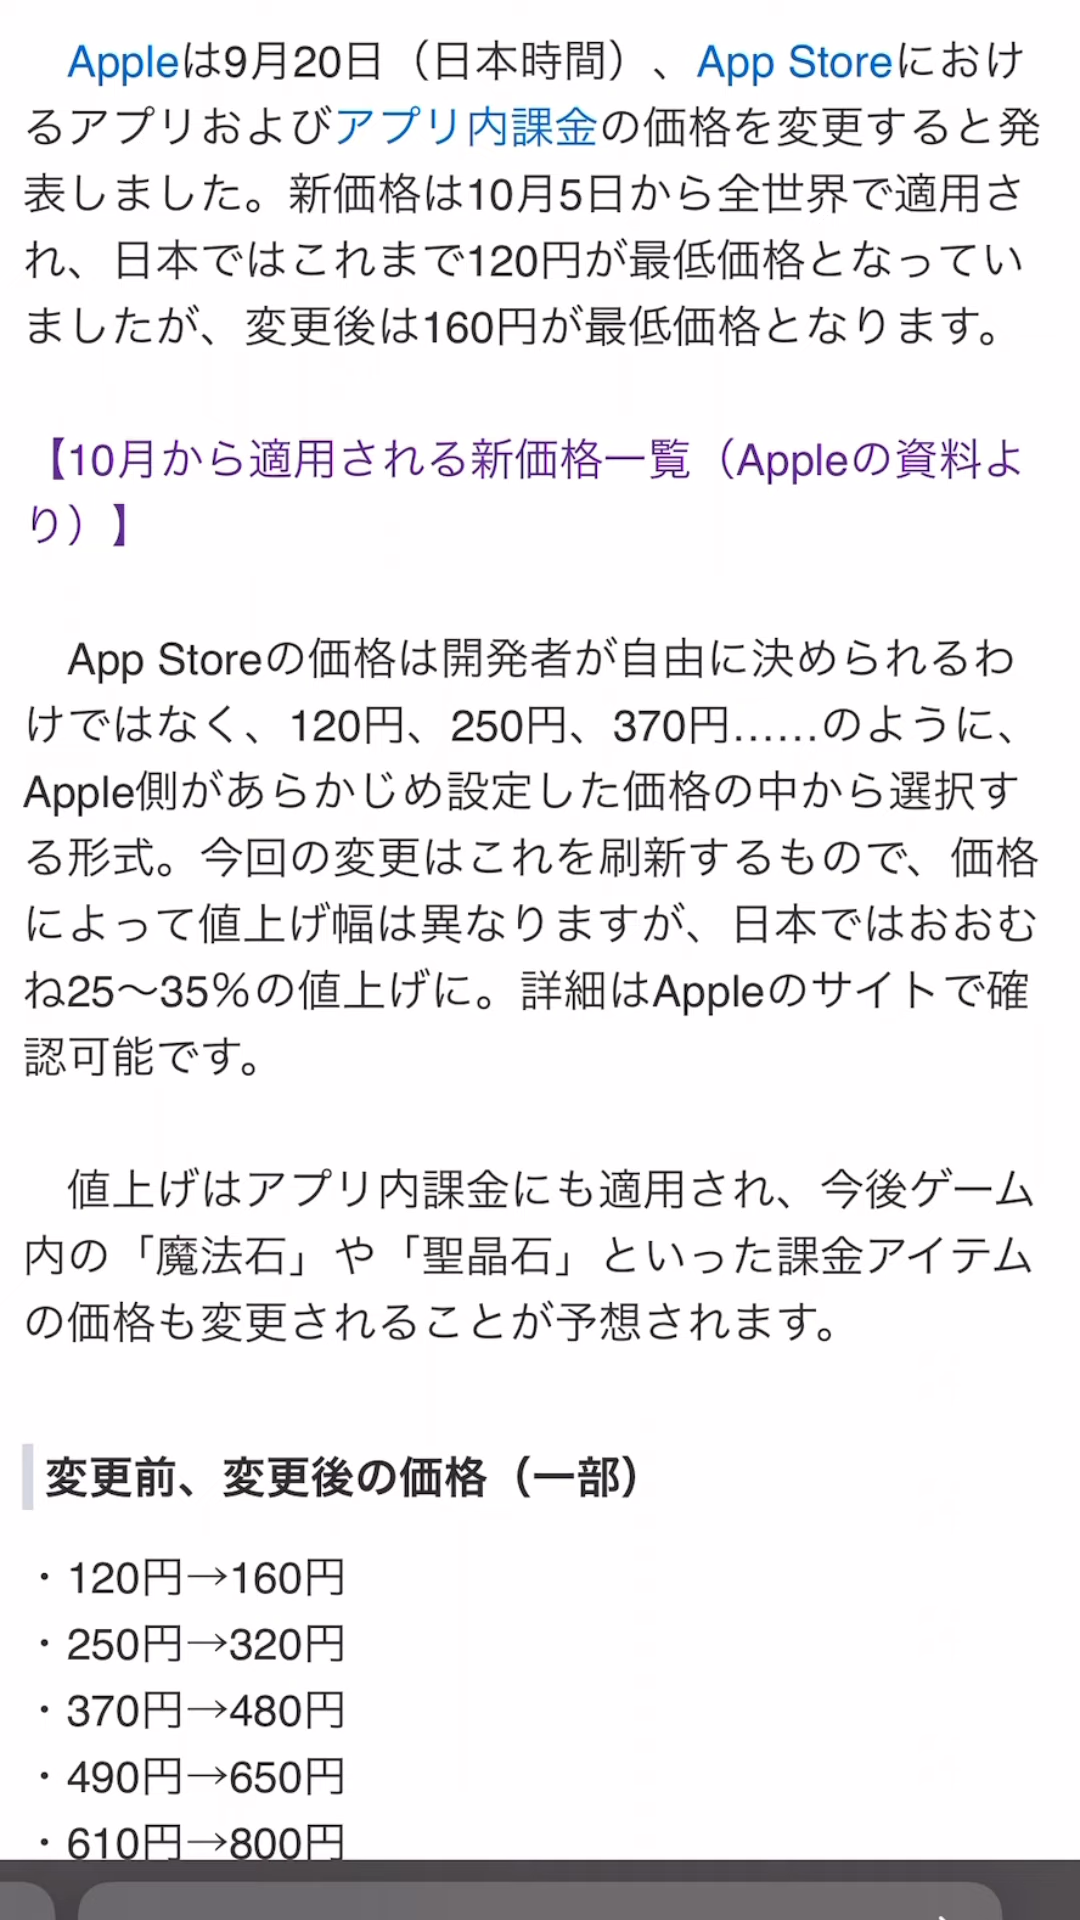 Appleは9月20日（日本時間）、App Storeにおけ
るアプリおよびアプリ内課金の価格を変更すると発
表しました。新価格は10月5日から全世界で適用さ
れ、日本ではこれまで120円が最低価格となってい
ましたが、変更後は160円が最低価格となります。
【10月から適用される新価格一覧（Appleの資料よ
り）】
App Storeの価格は開発者が自由に決められるわ
けではなく、120円、250円、370円……のように、
Apple側があらかじめ設定した価格の中から選択す
る形式。今回の変更はこれを刷新するもので、価格
によって値上げ幅は異なりますが、日本ではおおむ
ね25〜35％の値上げに。詳細はAppleのサイトで確
認可能です。
値上げはアプリ内課金にも適用され、今後ゲーム
内の「魔法石」や「聖晶石」といった課金アイテム
の価格も変更されることが予想されます。
変更前、変更後の価格（一部）
・120円→160円
・250円→320円
・370円→480円
・490円→650円
・610円→800円